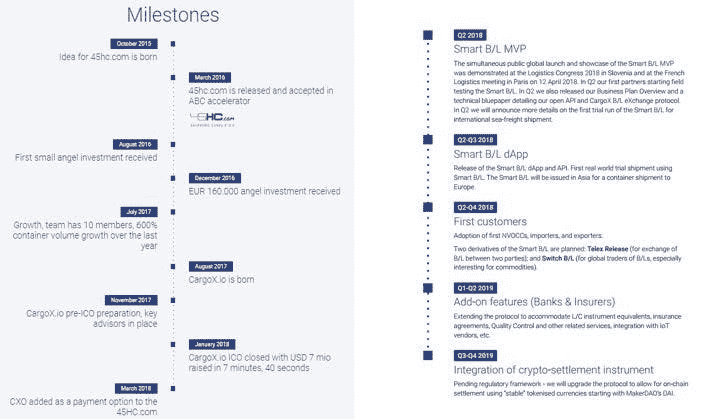 Milestones
October 2015
Idea for 45hc.com is born
March 2016
45hc.com is released and accepted in
ABC accelerator
45HC.com
August 2016
First small angel investment received
December 2016
EUR 160.000 angel investment received
July 2017
Growth, team has 10 members, 600%
container volume growth over the last
year
August 2017
CargoX.io is born
November 2017
CargoX.io pre-ICO preparation, key
advisors in place
January 2018
CargoX.io ICO closed with USD 7 mio
raised in 7 minutes, 40 seconds
March 2018
CXO added as a payment option to the
45HC.com
Q2 2018
Smart B/L MVP
The simultaneous public global launch and showcase of the Smart B/L MVP
was demonstrated at the Logistics Congress 2018 in Slovenia and at the French
Logistics meeting in Paris on 12 April 2018. In Q2 our first partners starting field
testing the Smart B/L. In Q2 we also released our Business Plan Overview and a
technical bluepaper detailing our open API and CargoX B/L eXchange protocol.
In Q2 we will announce more details on the first trial run of the Smart B/L for
international sea-freight shipment.
Q2-Q3 2018
Smart B/L dApp
Release of the Smart B/L dApp and API. First real world trial shipment using
Smart B/L. The Smart B/L will be issued in Asia for a container shipment to
Europe.
Q2-Q4 2018
First customers
Adoption of first NVOCCs, importers, and exporters.
Two derivatives of the Smart B/L are planned: Telex Release (for exchange of
B/L between two parties); and Switch B/L (for global traders of B/Ls, especially
interesting for commodities).
Q1-Q2 2019
Add-on features (Banks & Insurers)
Extending the protocol to accommodate L/C instrument equivalents, insurance
agreements, Quality Control and other related services, integration with IoT
vendors, etc.
Q3-Q4 2019
Integration of crypto-settlement instrument
Pending regulatory framework - we will upgrade the protocol to allow for on-chain
settlement using "stable" tokenised currencies starting with MakerDAO's DAI.